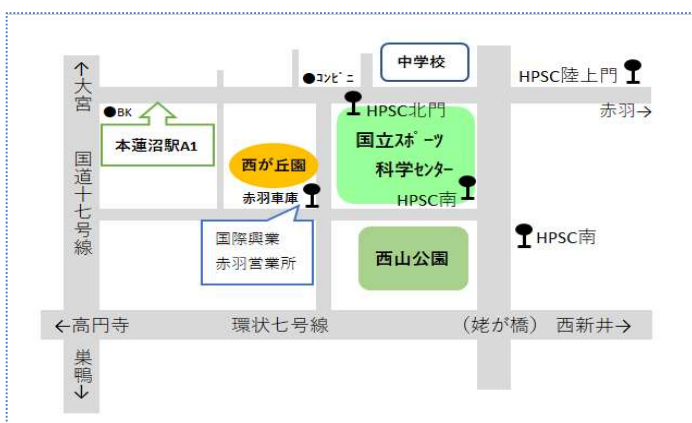 中学校
↑大宮
●コンビニ
HPSC陸上門
●BK
HPSC北門
赤羽→
本蓮沼駅A1
国立スポーツ
科学センター
西が丘園
国道十七号線
赤羽車庫
HPSC南
国際興業
赤羽営業所
西山公園
HPSC南
←高円寺
環状七号線
(姥が橋)
西新井→
巣鴨↓